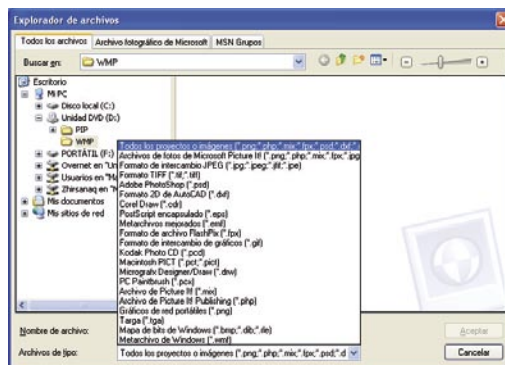 Explorador de archivos
Todos los archivos Archivo fotográfico de Microsoft MSN Grupos
Buscar en: WMP
Escritorio
Mi PC
Disco local (C:)
Unidad DVD (D:)
PIP
WMP
PORTÁTIL (F:)
Overnet en "Un
Usuarios en "Ma
Zhirsanaq en "M
Mis documentos
Mis sitios de red
Todos los proyectos o imágenes (*.png;*.php;*.mix;*.fpx;*.psd;*.dxf;*.
Archivos de fotos de Microsoft Picture It! (*.png;*.php;*.mix;*.fpx;*.jpg
Formato de intercambio JPEG (*.jpg;*.jpeg;*.jfif;*.jpe)
Formato TIFF (*.tif;*.tiff)
Adobe PhotoShop (*.psd)
Formato 2D de AutoCAD (*.dxf)
Corel Draw (*.cdr)
PostScript encapsulado (*.eps)
Metarchivos mejorados (*.emf)
Formato de archivo FlashPix (*.fpx)
Formato de intercambio de gráficos (*.gif)
Kodak Photo CD (*.pcd)
Macintosh PICT (*.pct;*.pict)
Micrografx Designer/Draw (*.drw)
PC Paintbrush (*.pcx)
Archivo de Picture It! (*.mix)
Archivo de Picture It! Publishing (*.php)
Gráficos de red portátiles (*.png)
Targa (*.tga)
Mapa de bits de Windows (*.bmp;*.dib;*.rle)
Metarchivo de Windows (*.wmf)
Nombre de archivo:
Aceptar
Archivos de tipo: Todos los proyectos o imágenes (*.png;*.php;*.mix;*.fpx;*.psd;*.d
Cancelar